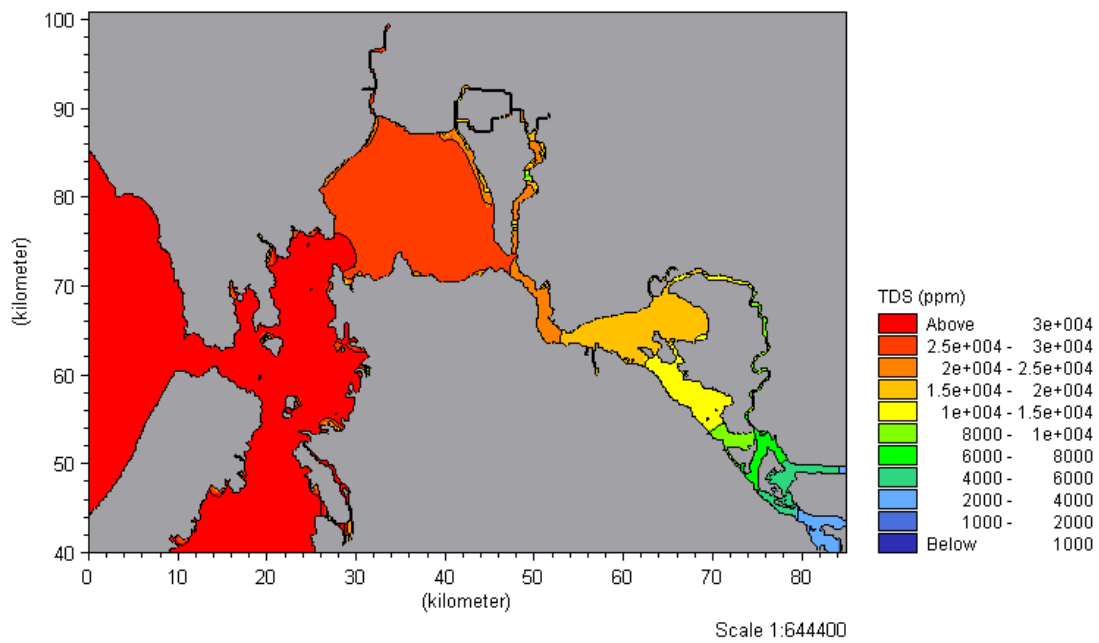 100
90
80
70
60
50
40
(kilometer)
0 10 20 30 40 50 60 70 80
(kilometer)
Scale 1:644400
TDS (ppm)
Above 3e+004
2.5e+004 - 3e+004
2e+004 - 2.5e+004
1.5e+004 - 2e+004
1e+004 - 1.5e+004
8000 - 1e+004
6000 - 8000
4000 - 6000
2000 - 4000
1000 - 2000
Below 1000